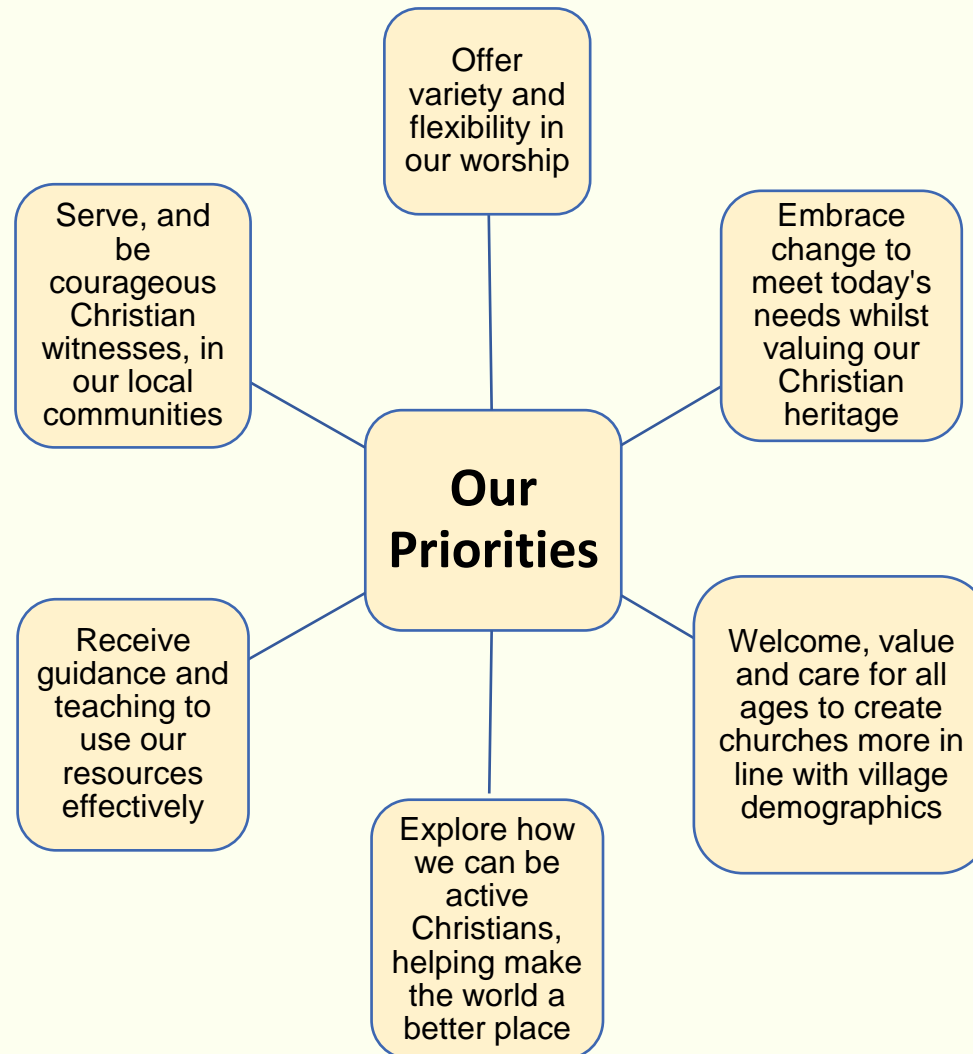 Offer
variety and
flexibility in
our worship
Embrace
change to
meet today's
needs whilst
valuing our
Christian
heritage
Welcome, value
and care for all
ages to create
churches more in
line with village
demographics
Explore how
we can be
active
Christians,
helping make
the world a
better place
Receive
guidance and
teaching to
use our
resources
effectively
Serve, and
be
courageous
Christian
witnesses, in
our local
communities
Our
Priorities